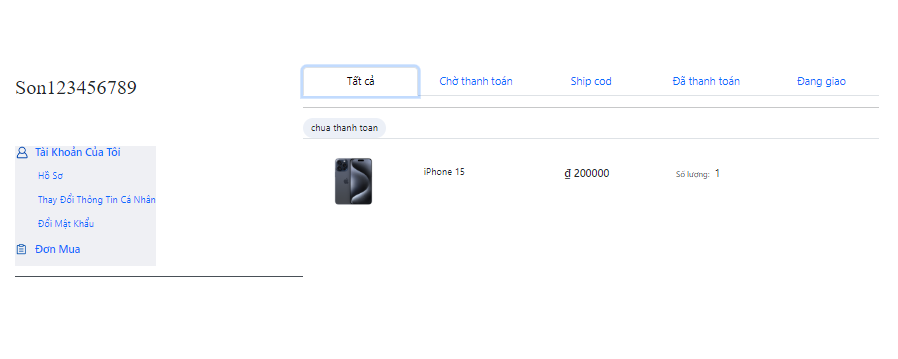 Son123456789
Tài Khoản Của Tôi
Hồ Sơ
Thay Đổi Thông Tin Cá Nhân
Đổi Mật Khẩu
Đơn Mua
Tất cả Chờ thanh toán Ship cod Đã thanh toán Đang giao
chua thanh toan
iPhone 15 ₫ 200000 Số lượng: 1